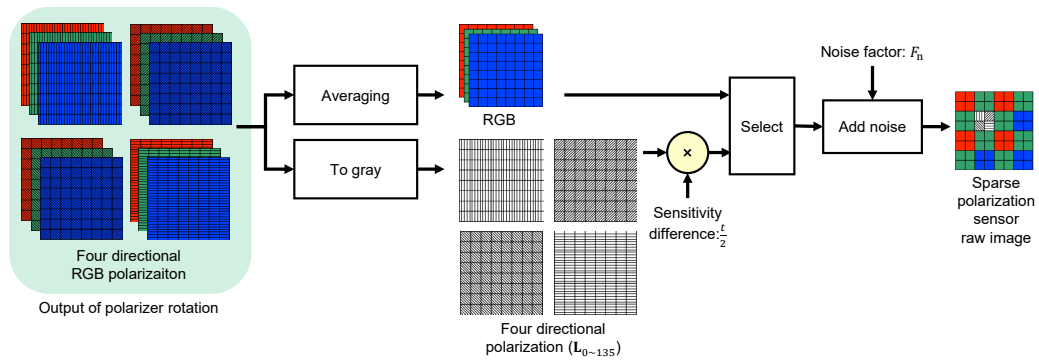 Four directional
RGB polarizaiton
Output of polarizer rotation
Averaging
To gray
RGB
Four directional
polarization (L₀~₁₃₅)
×
Sensitivity
difference: t/2
Select
Noise factor: Fₙ
Add noise
Sparse
polarization
sensor
raw image